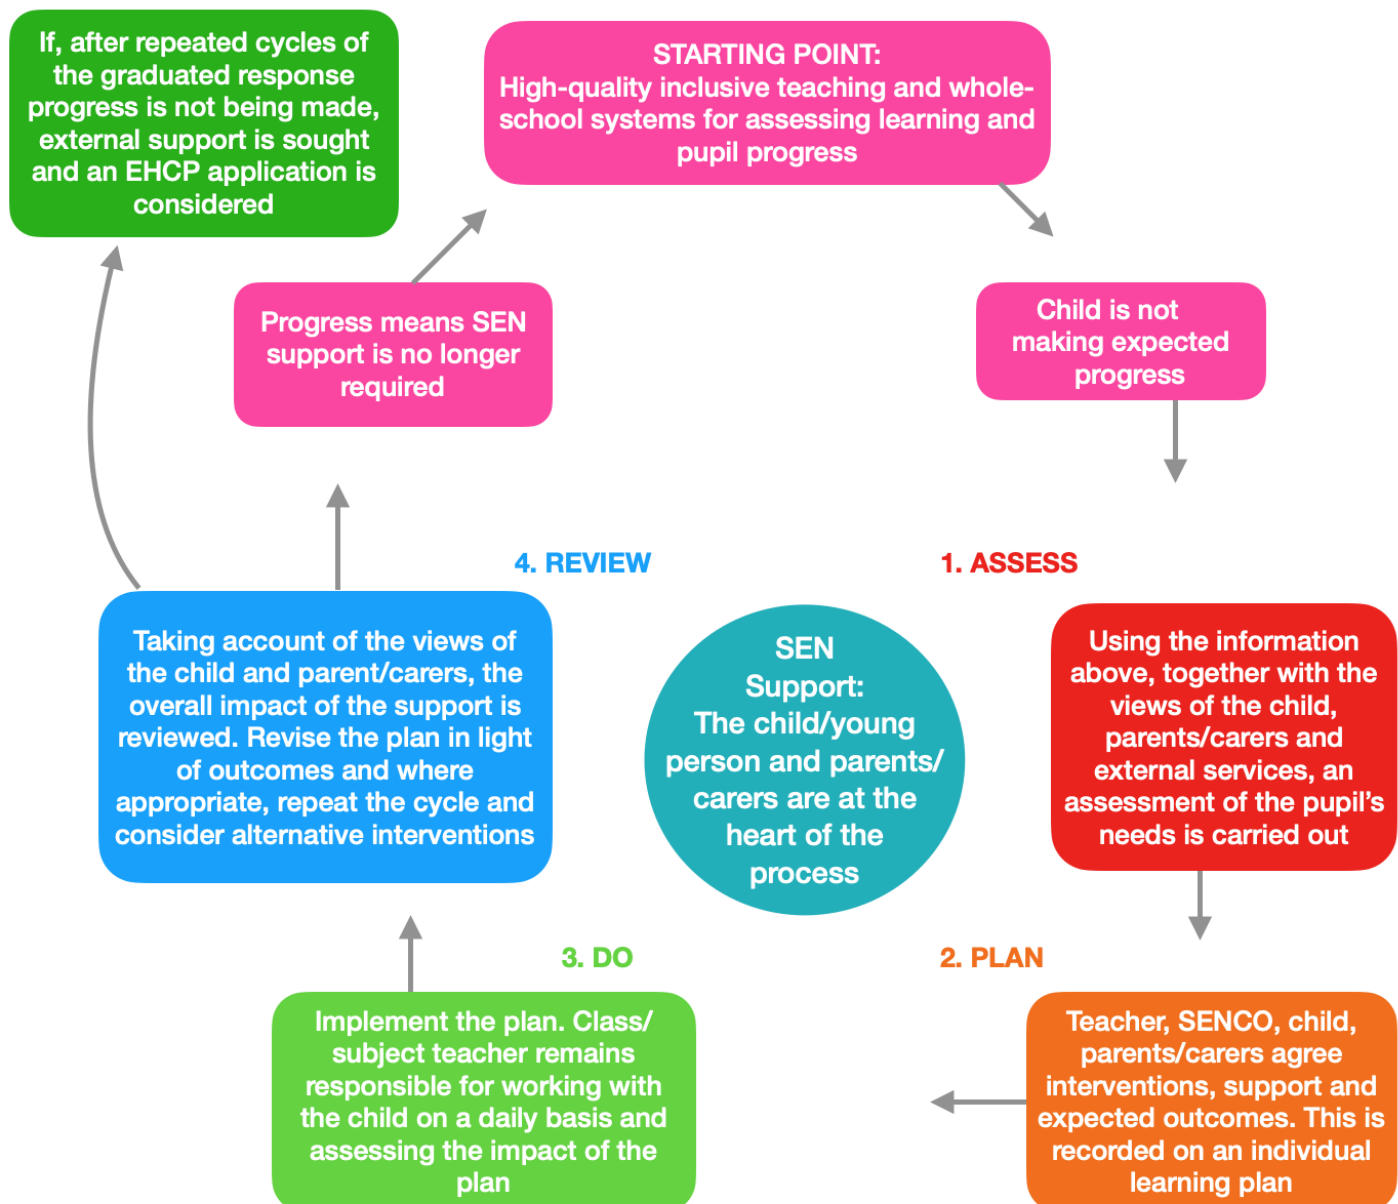 If, after repeated cycles of
the graduated response
progress is not being made,
external support is sought
and an EHCP application is
considered
STARTING POINT:
High-quality inclusive teaching and whole-
school systems for assessing learning and
pupil progress
Progress means SEN
support is no longer
required
Child is not
making expected
progress
4. REVIEW
1. ASSESS
Taking account of the views of
the child and parent/carers, the
overall impact of the support is
reviewed. Revise the plan in light
of outcomes and where
appropriate, repeat the cycle and
consider alternative interventions
SEN
Support:
The child/young
person and parents/
carers are at the
heart of the
process
Using the information
above, together with the
views of the child,
parents/carers and
external services, an
assessment of the pupil’s
needs is carried out
3. DO
2. PLAN
Implement the plan. Class/
subject teacher remains
responsible for working with
the child on a daily basis and
assessing the impact of the
plan
Teacher, SENCO, child,
parents/carers agree
interventions, support and
expected outcomes. This is
recorded on an individual
learning plan